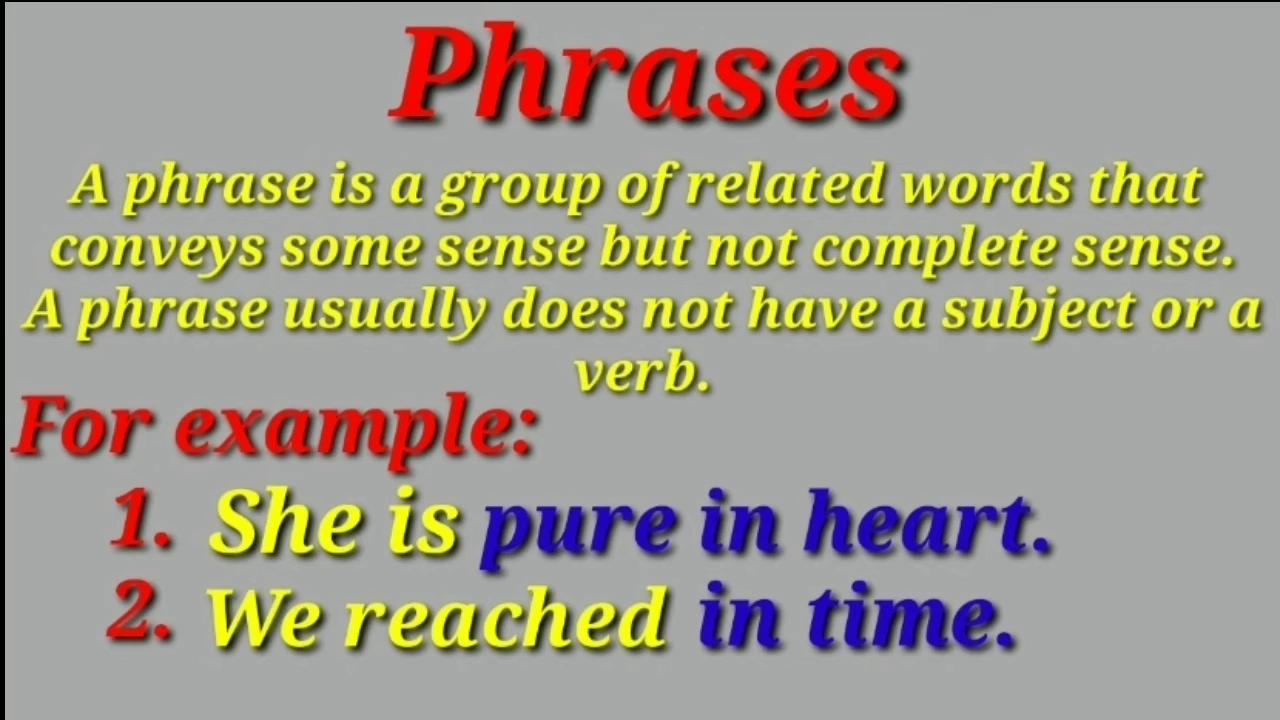 Phrases
A phrase is a group of related words that
conveys some sense but not complete sense.
A phrase usually does not have a subject or a
verb.
For example:
1. She is pure in heart.
2. We reached in time.